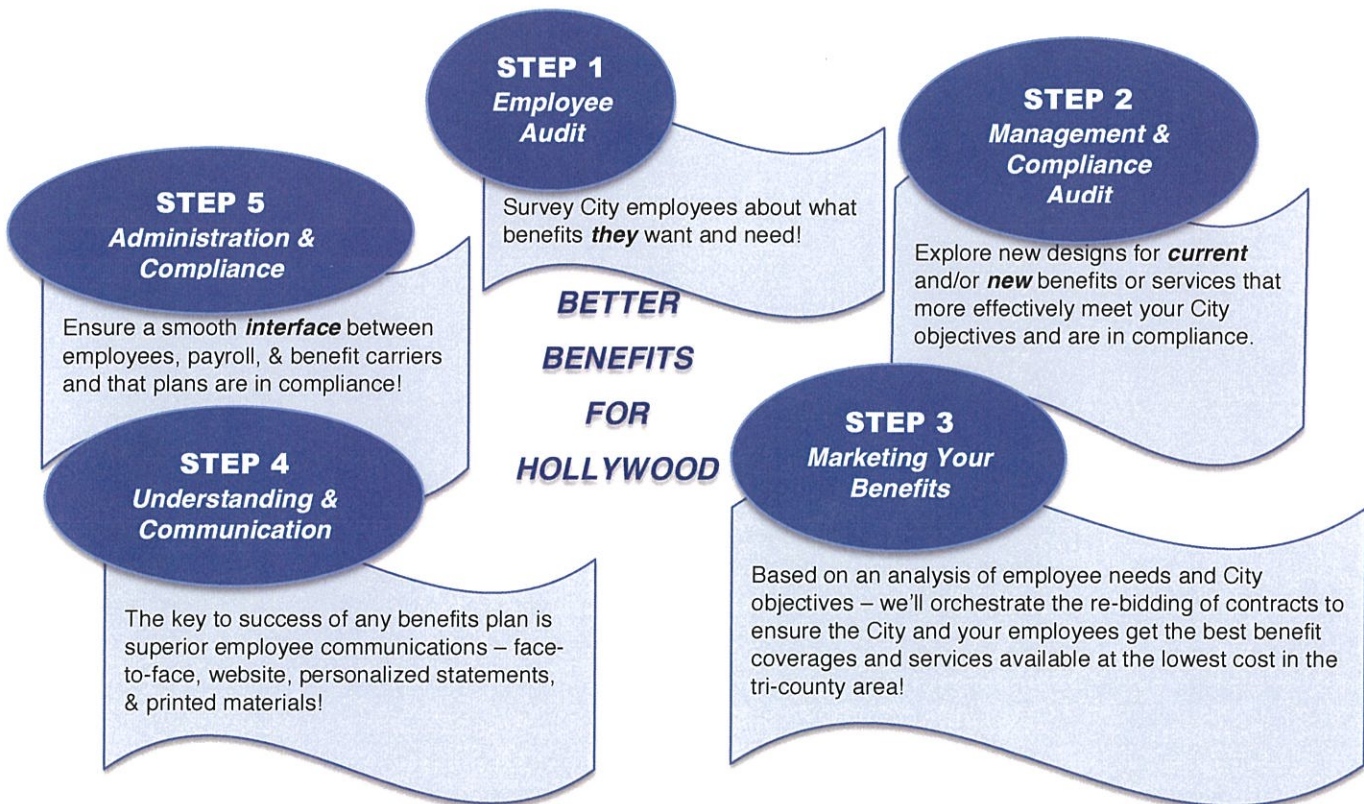 STEP 1
Employee
Audit
Survey City employees about what
benefits they want and need!
STEP 2
Management &
Compliance
Audit
Explore new designs for current
and/or new benefits or services that
more effectively meet your City
objectives and are in compliance.
STEP 3
Marketing Your
Benefits
Based on an analysis of employee needs and City
objectives – we'll orchestrate the re-bidding of contracts to
ensure the City and your employees get the best benefit
coverages and services available at the lowest cost in the
tri-county area!
STEP 4
Understanding &
Communication
The key to success of any benefits plan is
superior employee communications – face-
to-face, website, personalized statements,
& printed materials!
STEP 5
Administration &
Compliance
Ensure a smooth interface between
employees, payroll, & benefit carriers
and that plans are in compliance!
BETTER
BENEFITS
FOR
HOLLYWOOD